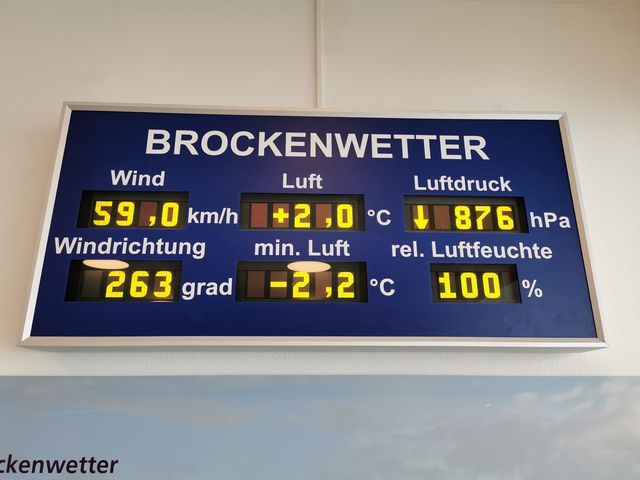 BROCKENWETTER
Wind Luft Luftdruck
59,0 km/h +2,0 °C ↓ 876 hPa
Windrichtung min. Luft rel. Luftfeuchte
263 grad -2,2 °C 100 %
ckenwetter